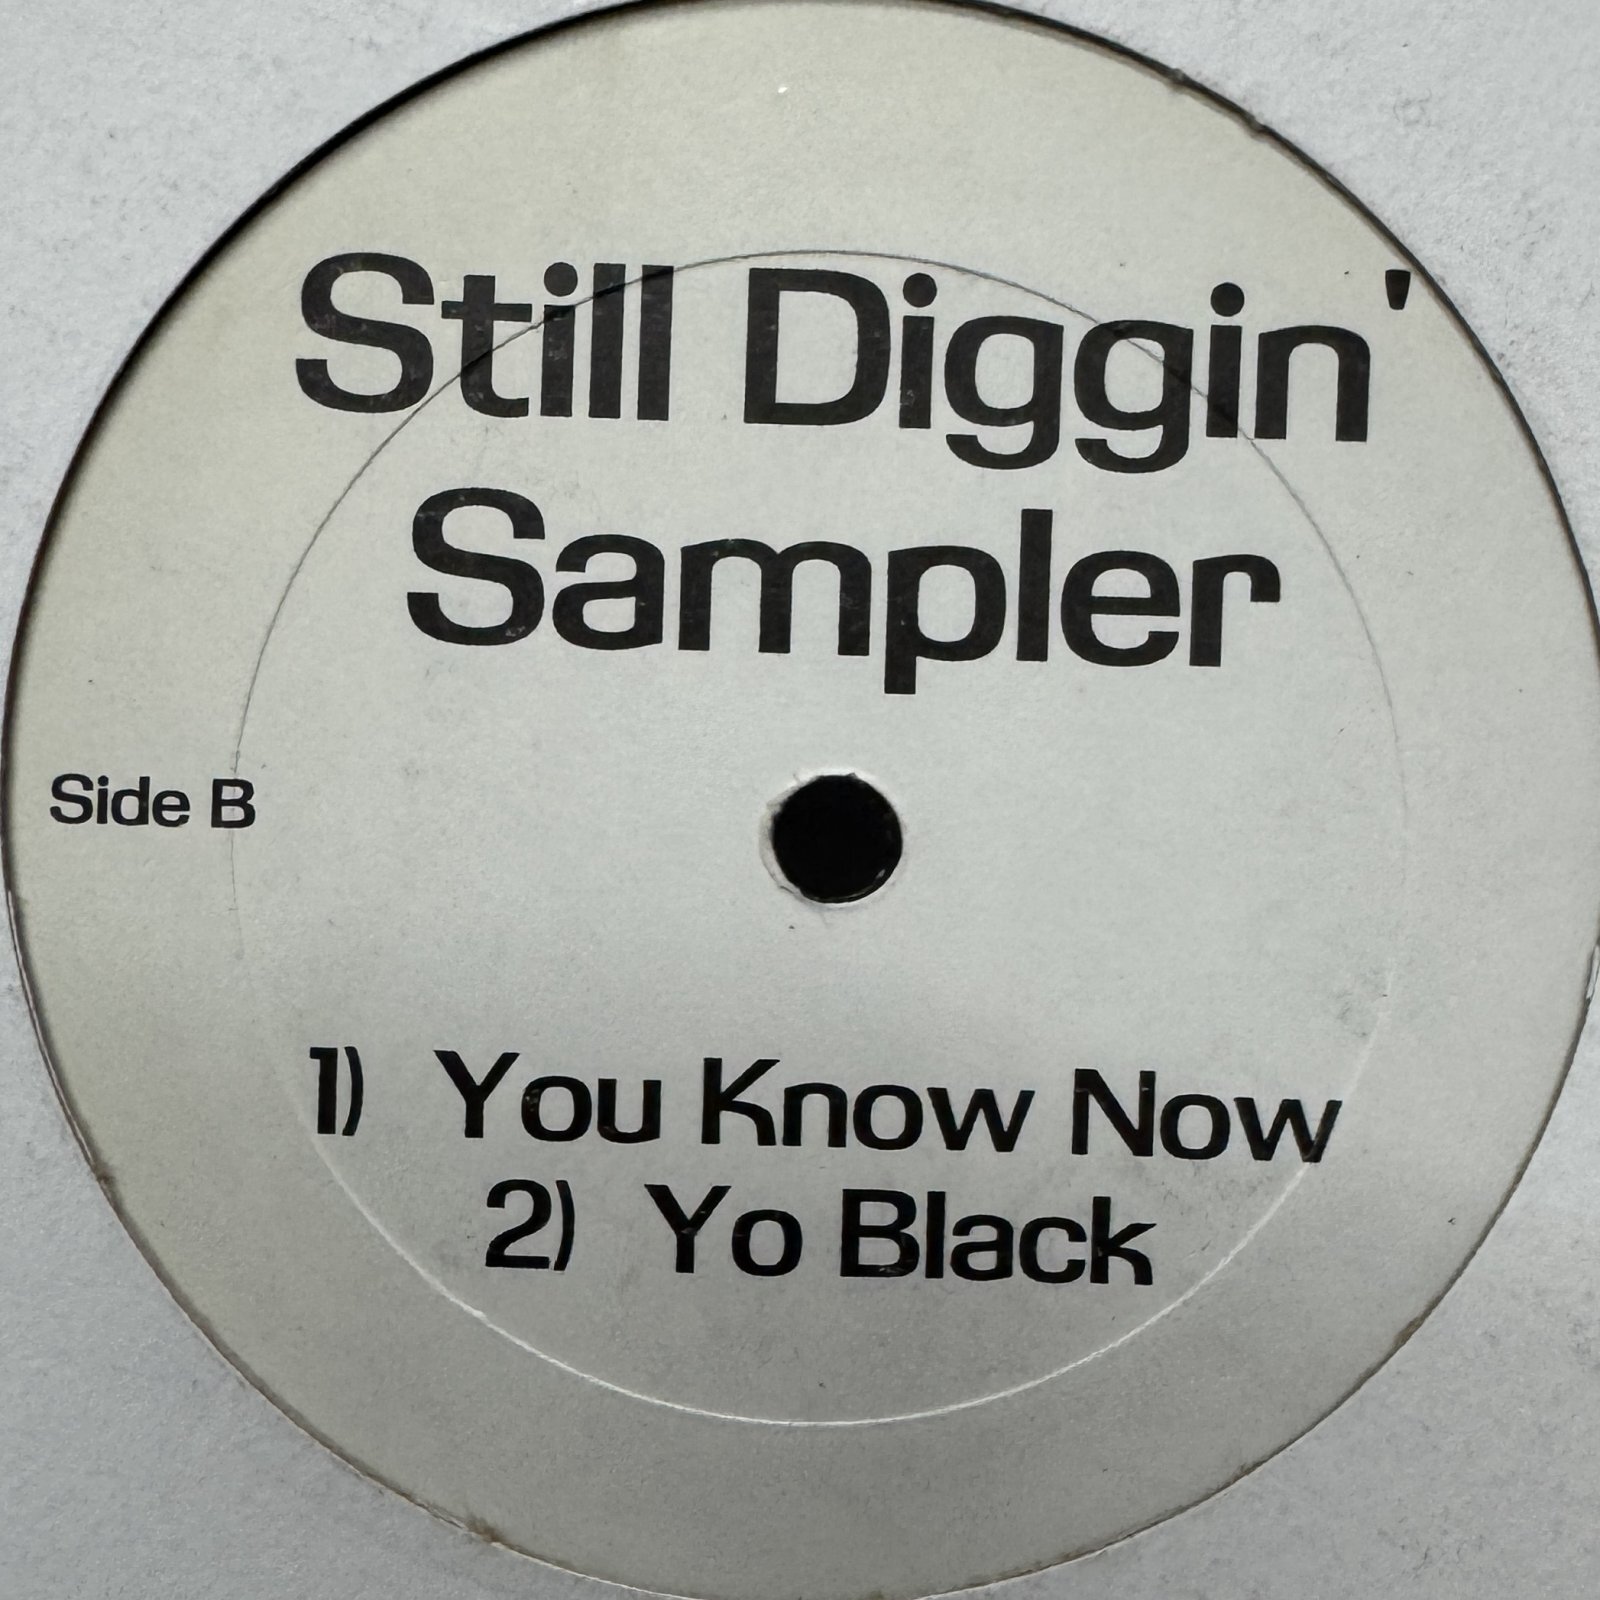 Still Diggin'
Sampler
Side B
1) You Know Now
2) Yo Black